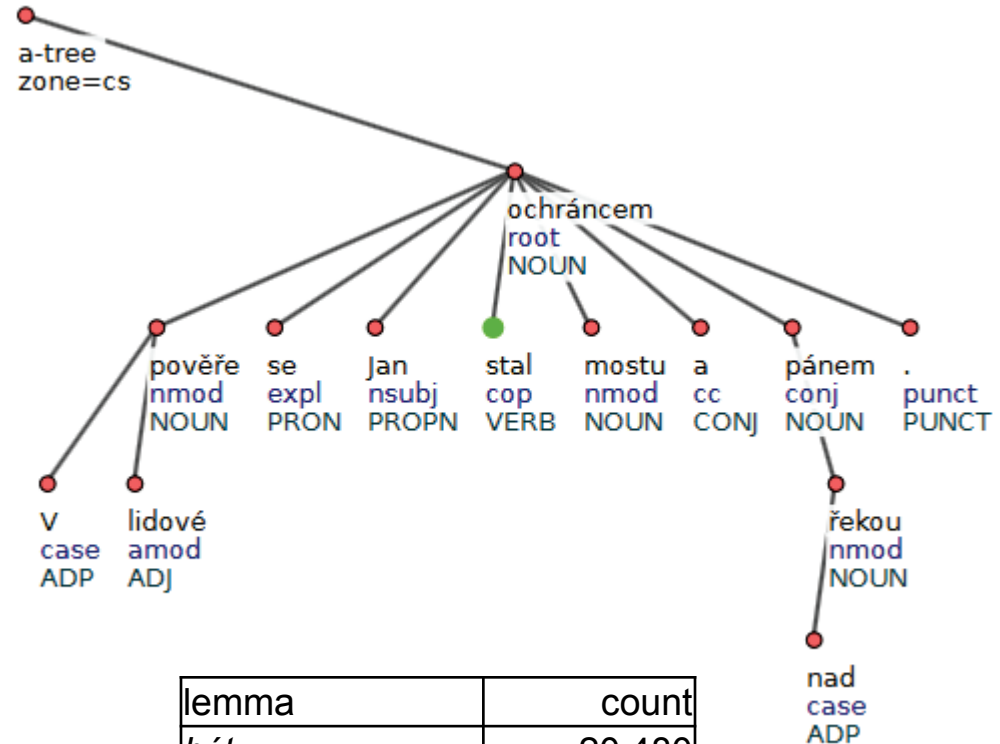 a-tree
zone=cs
ochráncem
root
NOUN
pověře se Jan stal mostu a pánem .
nmod expl nsubj cop nmod cc conj punct
NOUN PRON PROPN VERB NOUN CONJ NOUN PUNCT
V lidové řekou
case amod nmod
ADP ADJ NOUN
nad
case
ADP
lemma count